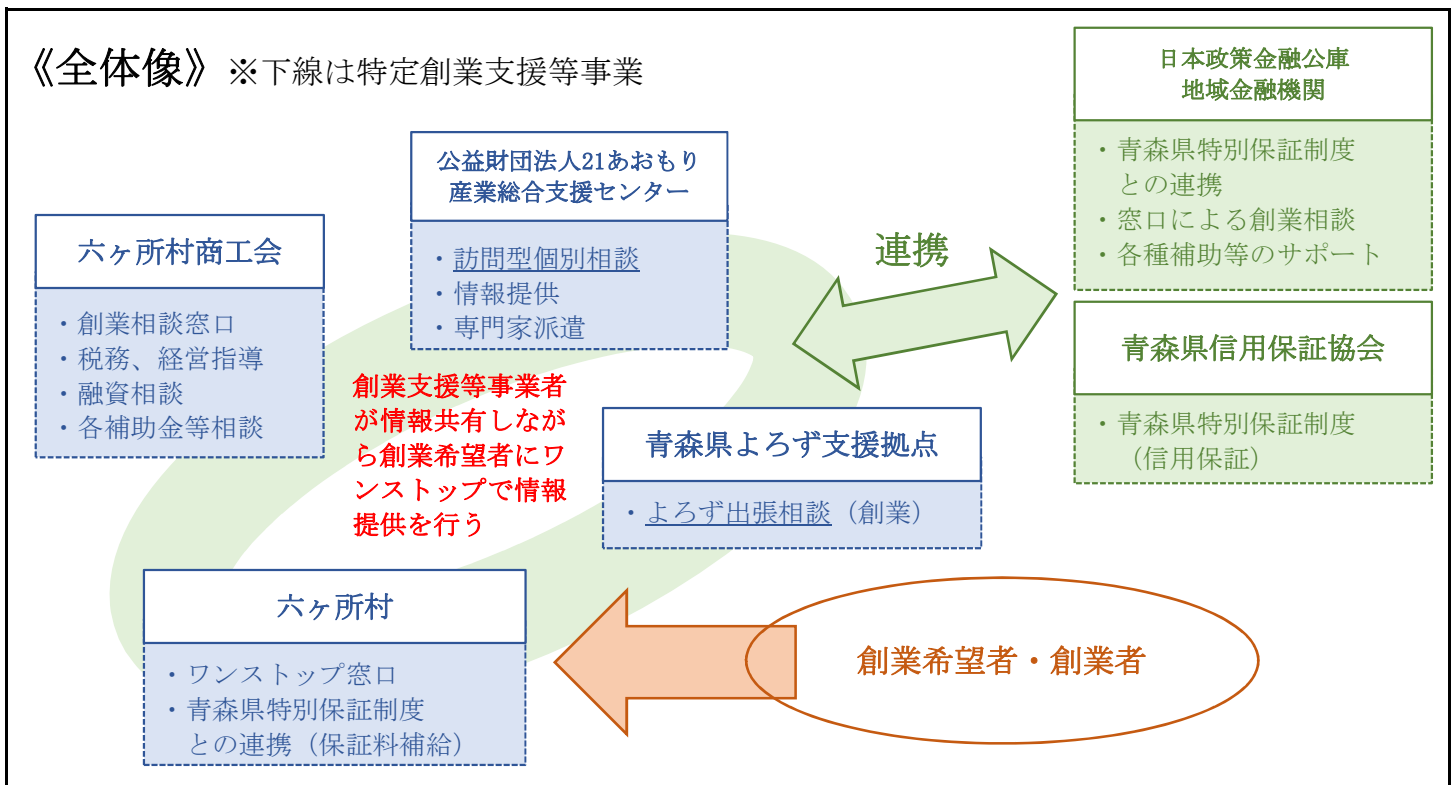 《全体像》※下線は特定創業支援等事業
日本政策金融公庫
地域金融機関
・青森県特別保証制度
との連携
・窓口による創業相談
・各種補助等のサポート
公益財団法人21あおもり
産業総合支援センター
・訪問型個別相談
・情報提供
・専門家派遣
六ヶ所村商工会
・創業相談窓口
・税務、経営指導
・融資相談
・各補助金等相談
連携
青森県信用保証協会
・青森県特別保証制度
（信用保証）
創業支援等事業者
が情報共有しなが
ら創業希望者にワ
ンストップで情報
提供を行う
青森県よろず支援拠点
・よろず出張相談（創業）
六ヶ所村
・ワンストップ窓口
・青森県特別保証制度
との連携（保証料補給）
創業希望者・創業者